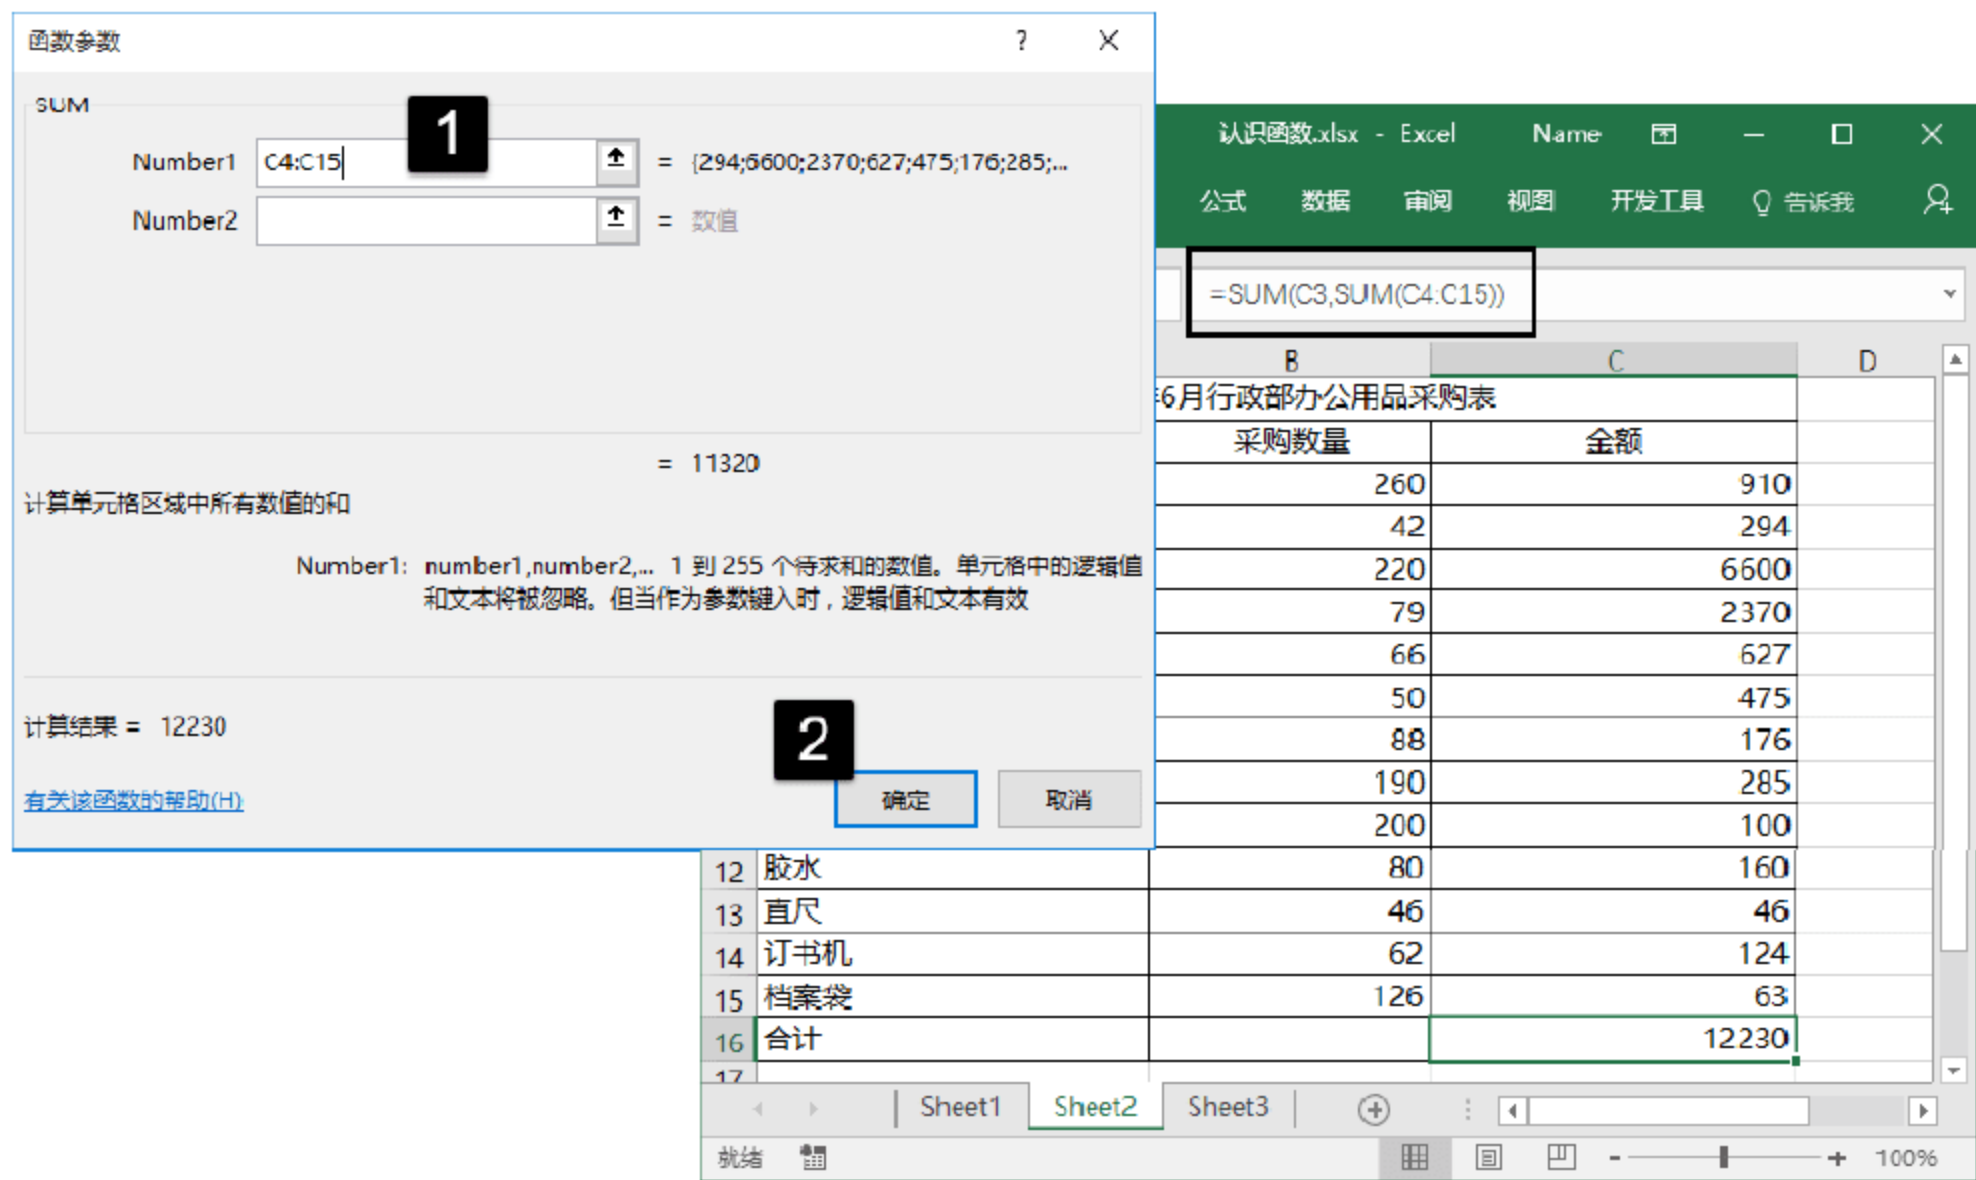 函数参数 ? ×
SUM
1
Number1 C4:C15 = {294;6600;2370;627;475;176;285;...
Number2 = 数值
= 11320
计算单元格区域中所有数值的和
Number1: number1,number2,... 1 到 255 个待求和的数值。单元格中的逻辑值
和文本将被忽略。但当作为参数键入时，逻辑值和文本有效
计算结果 = 12230
2
有关该函数的帮助(H)
确定 取消
认识函数.xlsx - Excel Name
公式 数据 审阅 视图 开发工具 告诉我
=SUM(C3,SUM(C4:C15))
B C D
6月行政部办公用品采购表
采购数量 金额
260 910
42 294
220 6600
79 2370
66 627
50 475
88 176
190 285
200 100
12 胶水 80 160
13 直尺 46 46
14 订书机 62 124
15 档案袋 126 63
16 合计 12230
17
Sheet1 Sheet2 Sheet3
就绪 - + 100%